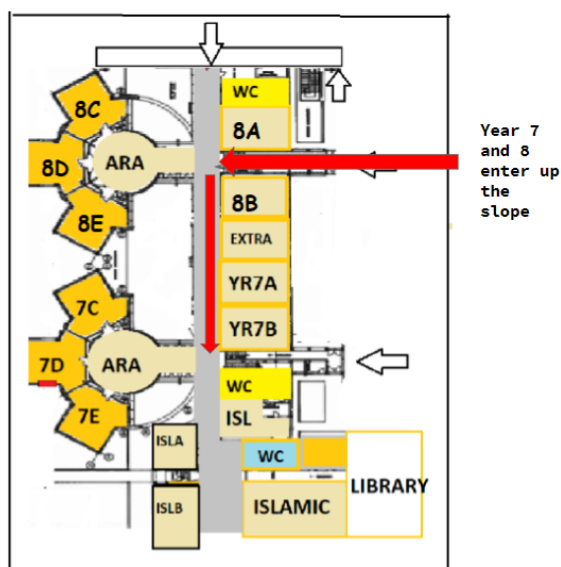 WC
8C
8A
8D
ARA
8E
8B
EXTRA
YR7A
YR7B
7C
7D
ARA
7E
WC
ISL
ISLA
WC
ISLB
ISLAMIC
LIBRARY
Year 7
and 8
enter up
the
slope